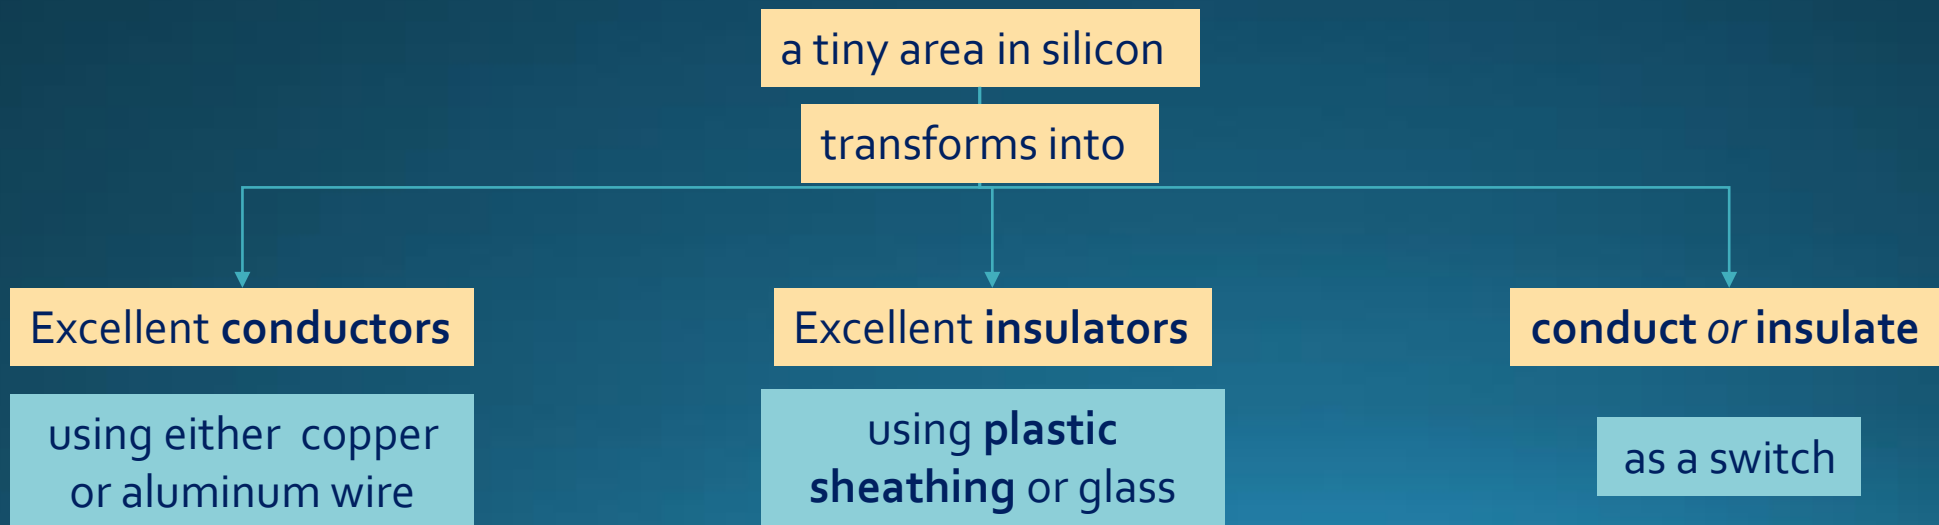 a tiny area in silicon
transforms into
Excellent conductors
using either  copper
or aluminum wire
Excellent insulators
using plastic
sheathing or glass
conduct or insulate
as a switch